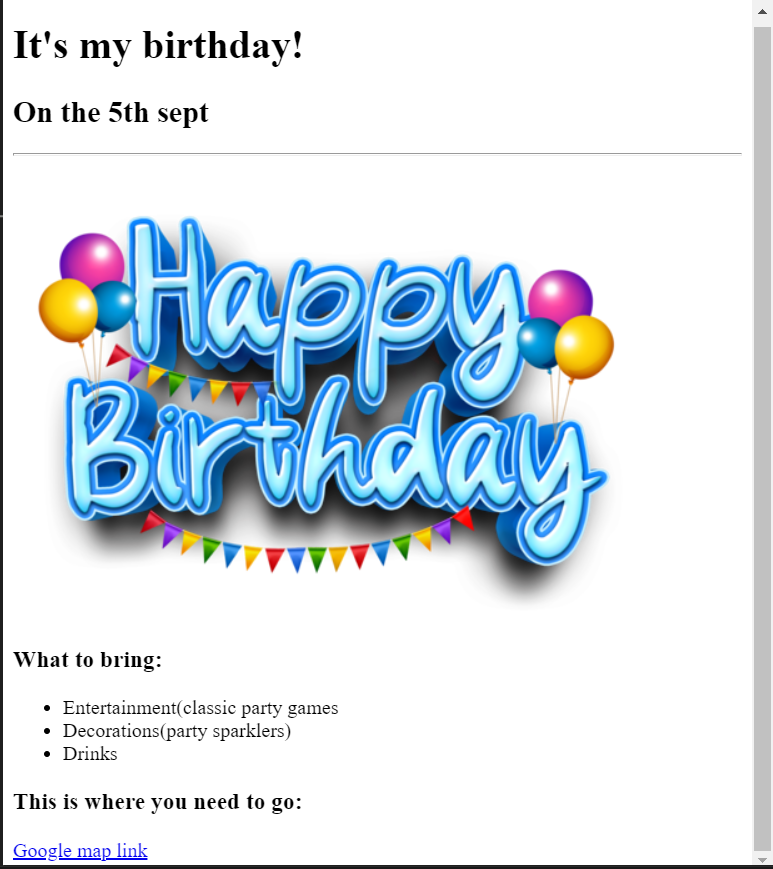 It's my birthday!
On the 5th sept
Happy
Birthday
What to bring:
Entertainment(classic party games
Decorations(party sparklers)
Drinks
This is where you need to go:
Google map link